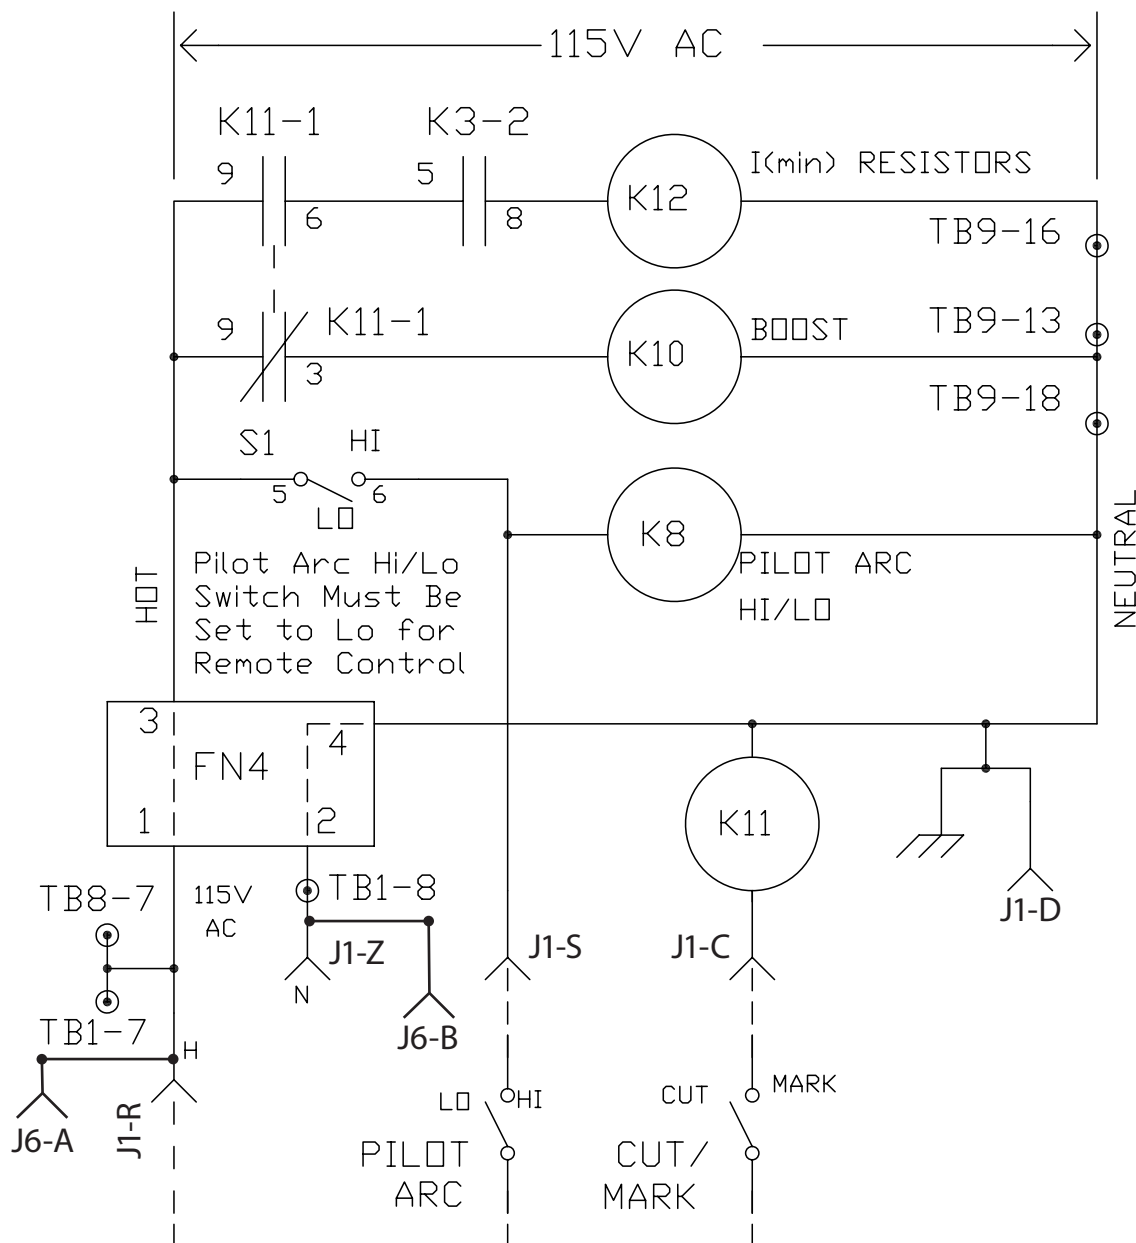 115V AC
K11-1
K3-2
9
5
I(min) RESISTORS
K12
6
8
TB9-16
9
K11-1
BOOST
TB9-13
K10
3
TB9-18
S1
HI
5
6
LO
K8
NEUTRAL
HOT
Pilot Arc Hi/Lo
Switch Must Be
Set to Lo for
Remote Control
PILOT ARC
HI/LO
3
4
FN4
1
2
K11
TB8-7
115V
AC
TB1-8
J1-D
J1-Z
J1-S
J1-C
N
TB1-7
J6-B
H
J6-A
J1-R
LO
HI
CUT
MARK
PILOT
ARC
CUT/
MARK